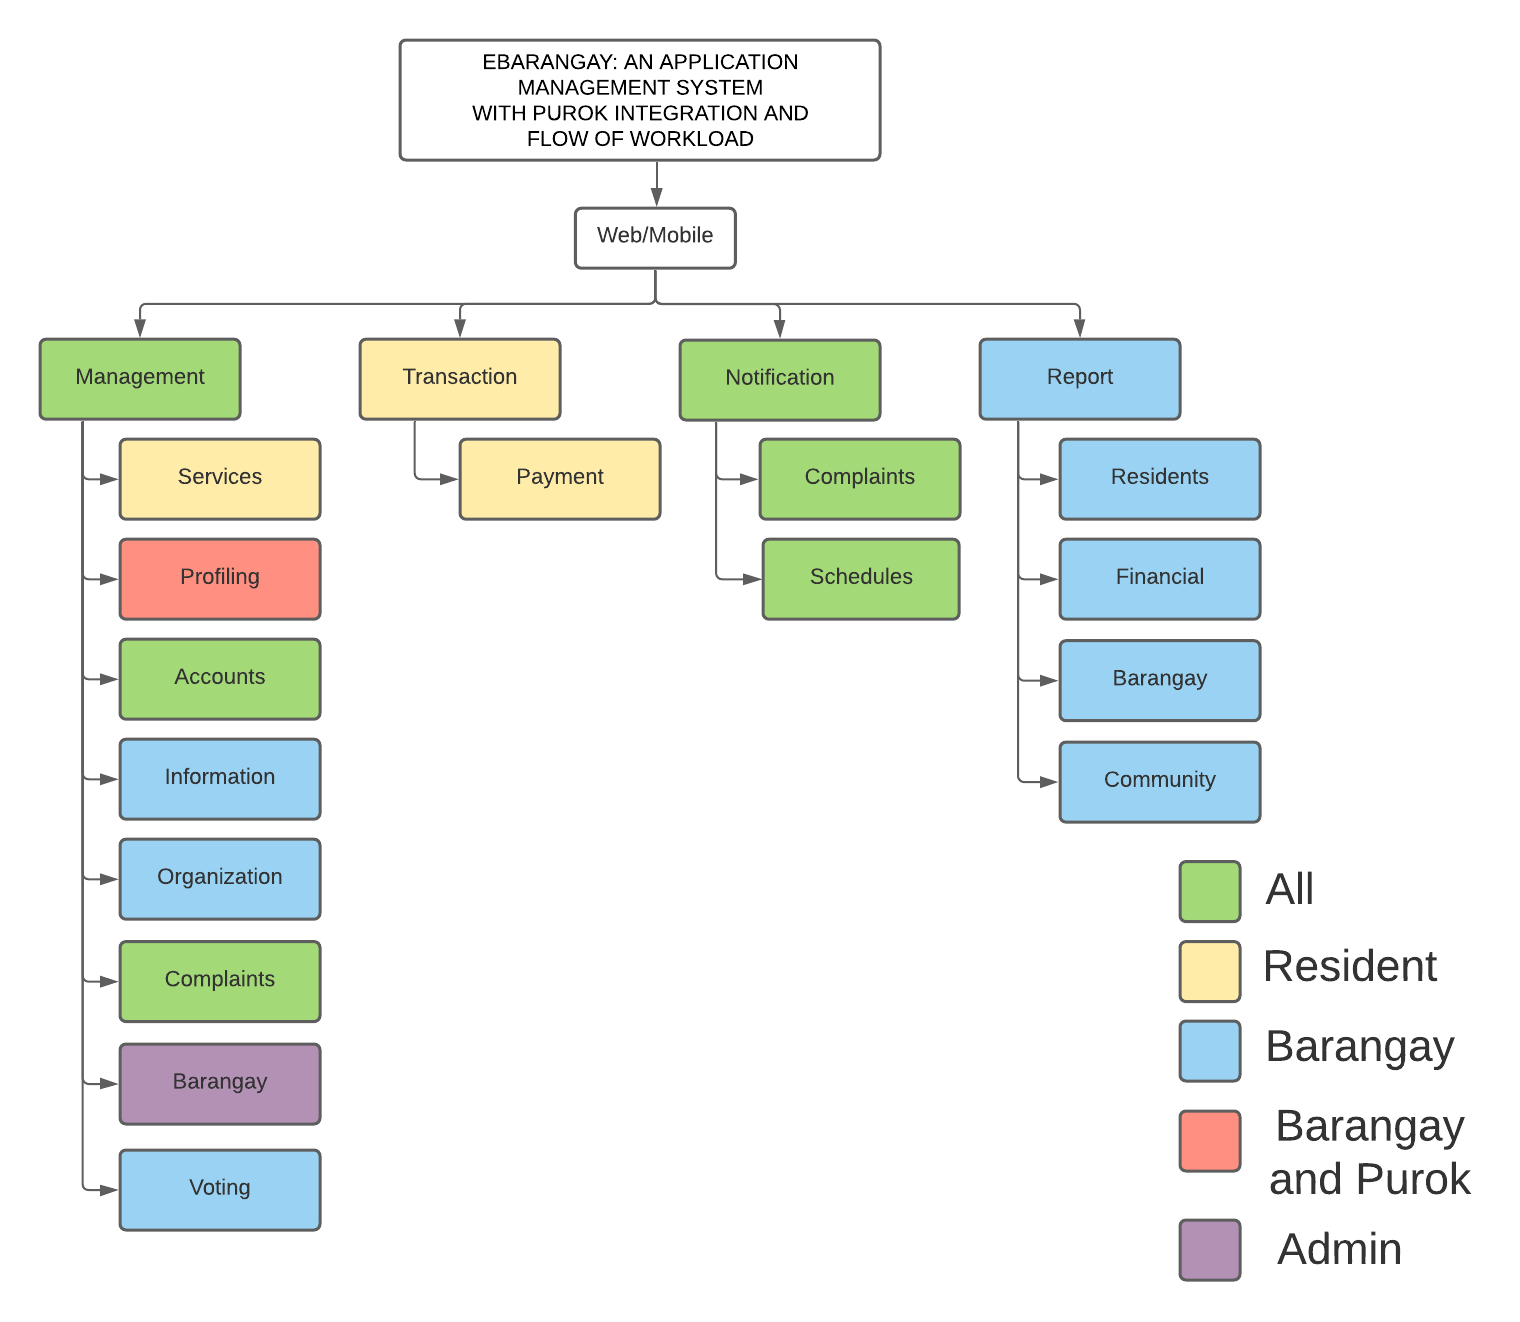 EBARANGAY: AN APPLICATION
MANAGEMENT SYSTEM
WITH PUROK INTEGRATION AND
FLOW OF WORKLOAD
Web/Mobile
Management
Transaction
Notification
Report
Services
Payment
Complaints
Residents
Profiling
Schedules
Financial
Accounts
Barangay
Information
Community
Organization
All
Complaints
Resident
Barangay
Barangay
Barangay
and Purok
Voting
Admin